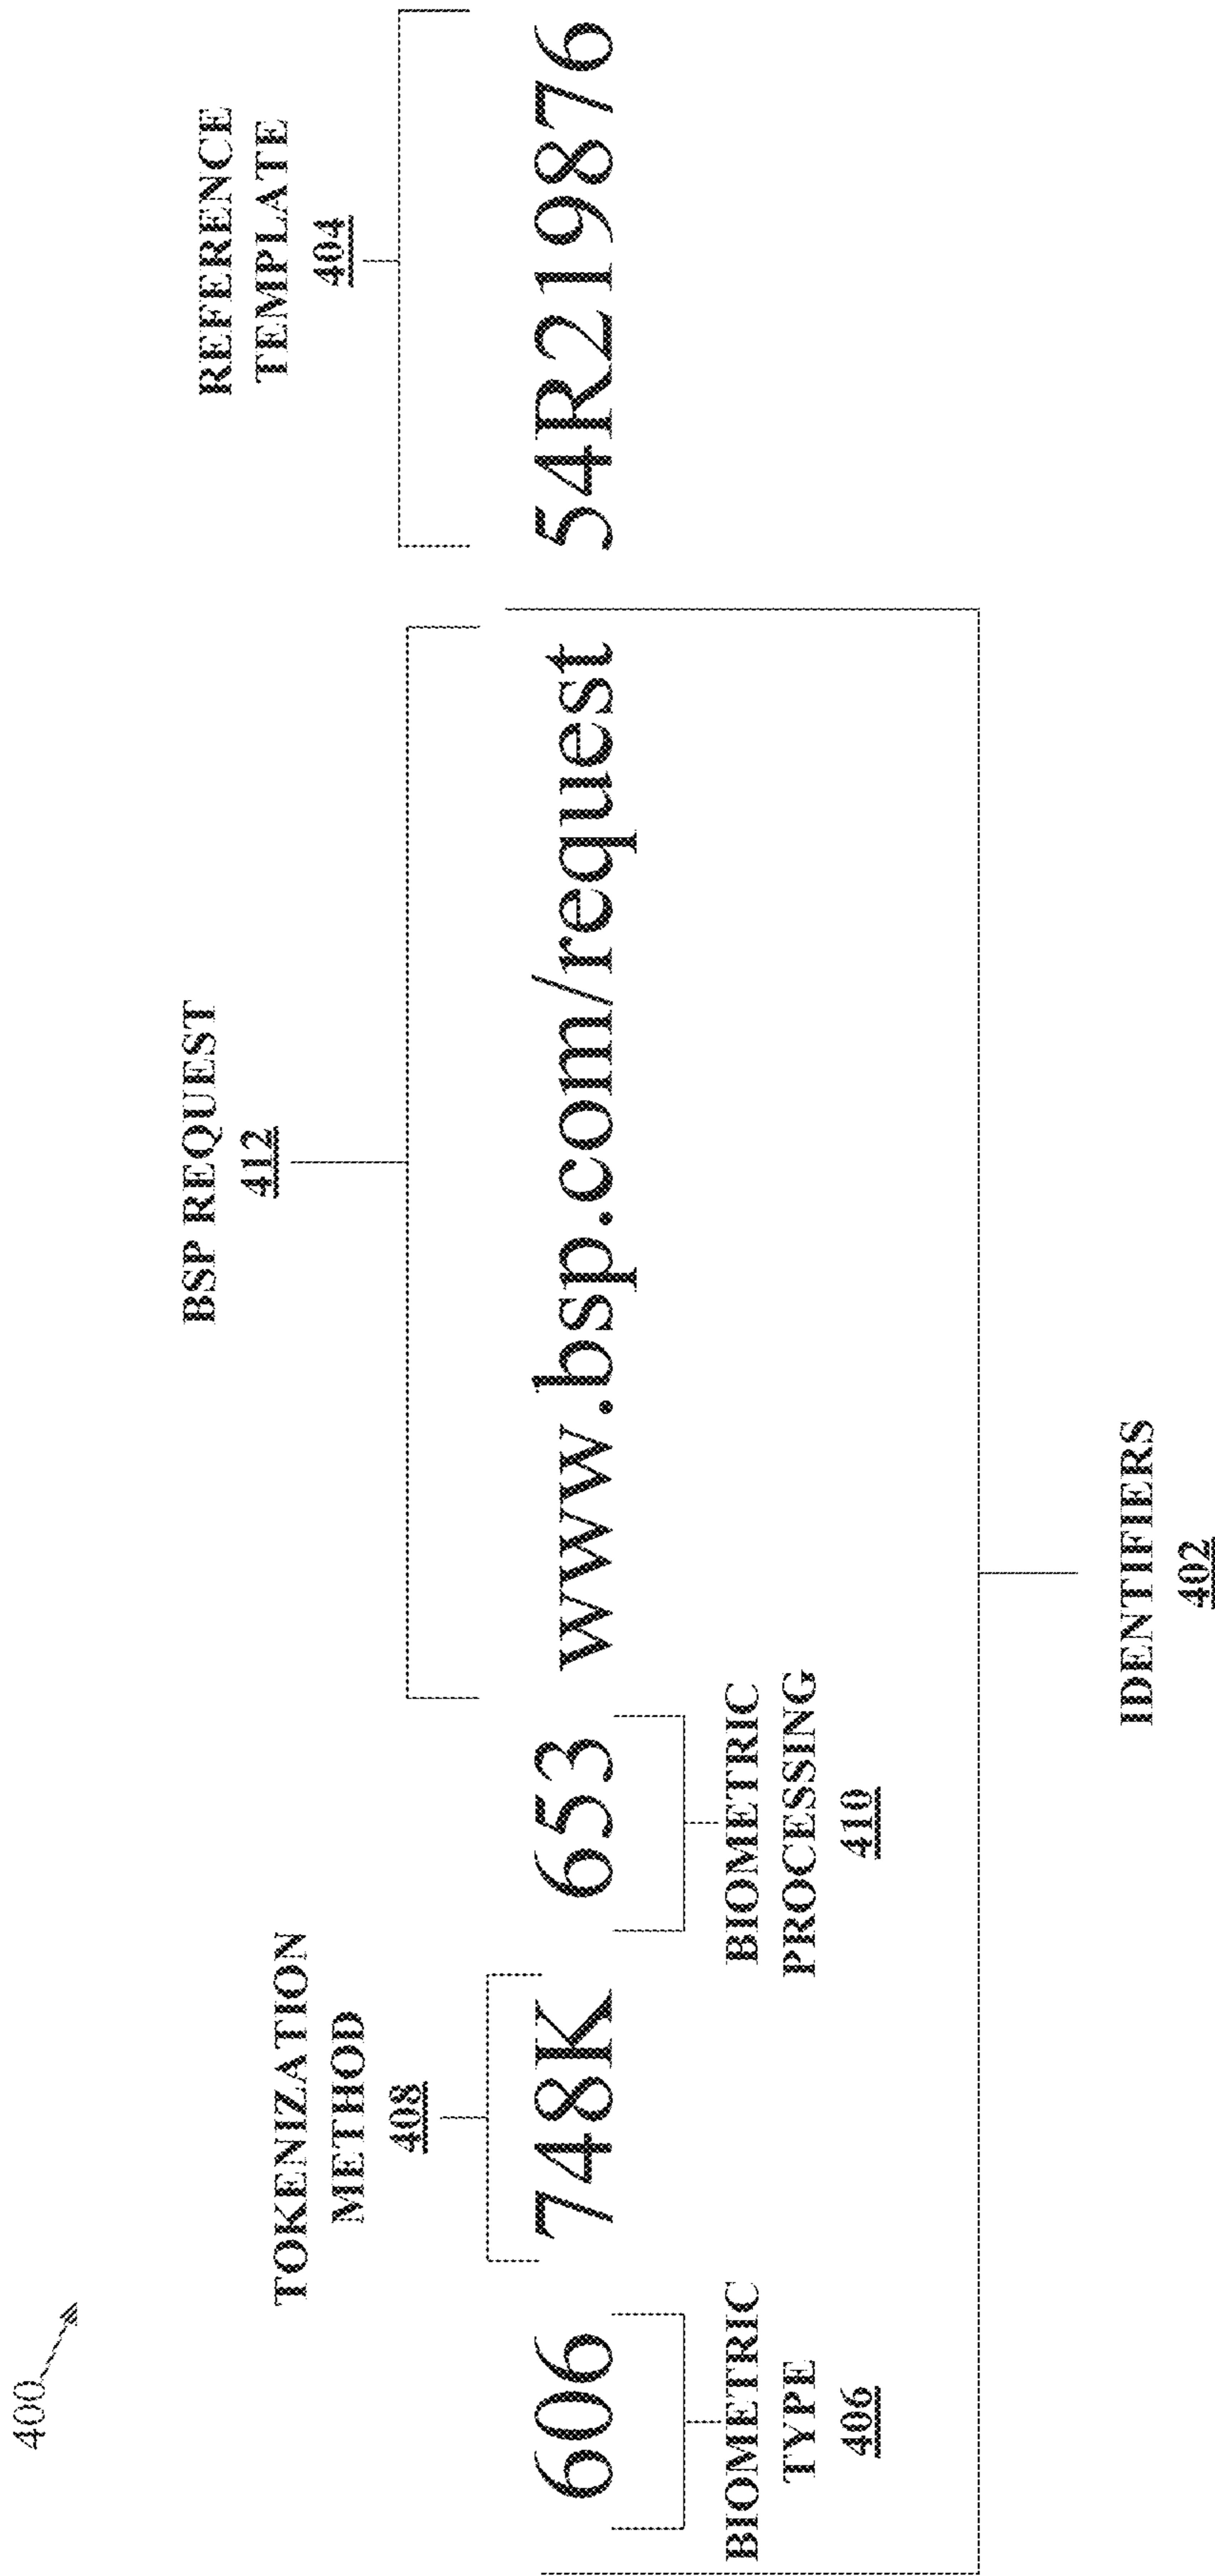 400
REFERENCE
TEMPLATE
404
BSP REQUEST
412
TOKENIZATION
METHOD
408
606 748K 653 www.bsp.com/request 54R219876
BIOMETRIC
TYPE
406
BIOMETRIC
PROCESSING
410
IDENTIFIERS
402